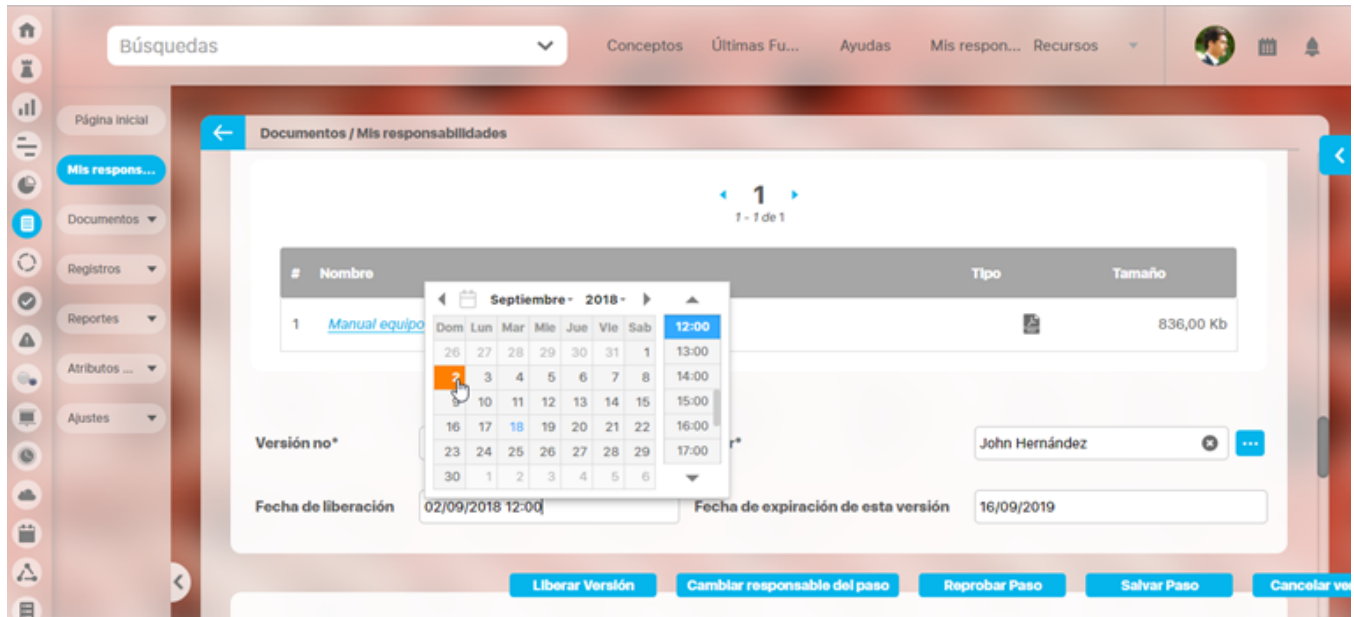 Búsquedas
Conceptos Últimas Fu... Ayudas Mis respon... Recursos
Página inicial
Mis respons...
Documentos
Registros
Reportes
Atributos ...
Ajustes
Documentos / Mis responsabilidades
1
1 - 1 de 1
# Nombre Tipo Tamaño
1 Manual equipo 836,00 Kb
Septiembre 2018
Dom Lun Mar Mie Jue Vie Sab
26 27 28 29 30 31 1
2 3 4 5 6 7 8
9 10 11 12 13 14 15
16 17 18 19 20 21 22
23 24 25 26 27 28 29
30 1 2 3 4 5 6
12:00
13:00
14:00
15:00
16:00
17:00
Versión no* r* John Hernández
Fecha de liberación 02/09/2018 12:00 Fecha de expiración de esta versión 16/09/2019
Liberar Versión Cambiar responsable del paso Reprobar Paso Salvar Paso Cancelar ve